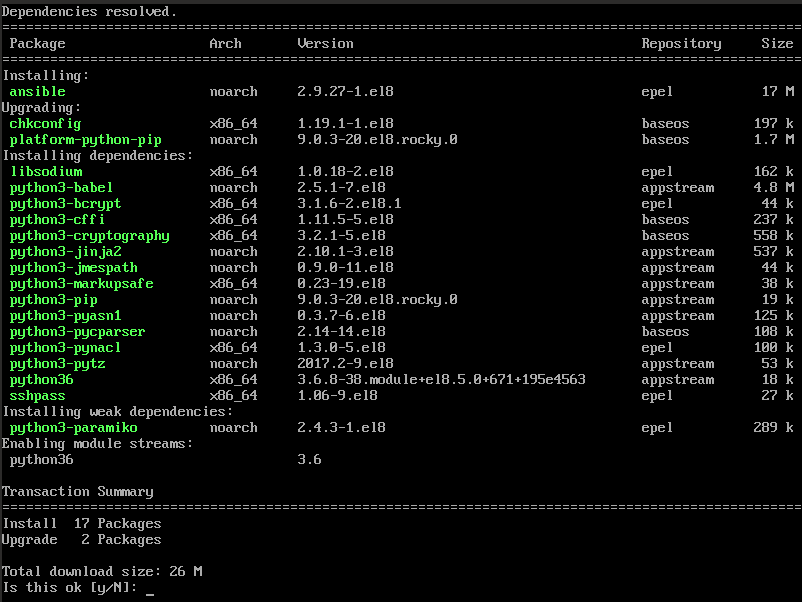 Dependencies resolved.
================================================================================
Package Arch Version Repository Size
================================================================================
Installing:
ansible noarch 2.9.27-1.el8 epel 17 M
Upgrading:
chkconfig x86_64 1.19.1-1.el8 baseos 197 k
platform-python-pip noarch 9.0.3-20.el8.rocky.0 baseos 1.7 M
Installing dependencies:
libsodium x86_64 1.0.18-2.el8 epel 162 k
python3-babel noarch 2.5.1-7.el8 appstream 4.8 M
python3-bcrypt x86_64 3.1.6-2.el8.1 epel 44 k
python3-cffi x86_64 1.11.5-5.el8 baseos 237 k
python3-cryptography x86_64 3.2.1-5.el8 baseos 558 k
python3-jinja2 noarch 2.10.1-3.el8 appstream 537 k
python3-jmespath noarch 0.9.0-11.el8 appstream 44 k
python3-markupsafe x86_64 0.23-19.el8 appstream 38 k
python3-pip noarch 9.0.3-20.el8.rocky.0 appstream 19 k
python3-pyasn1 noarch 0.3.7-6.el8 appstream 125 k
python3-pycparser noarch 2.14-14.el8 baseos 108 k
python3-pynacl x86_64 1.3.0-5.el8 epel 100 k
python3-pytz noarch 2017.2-9.el8 appstream 53 k
python36 x86_64 3.6.8-38.module+el8.5.0+671+195e4563 appstream 18 k
sshpass x86_64 1.06-9.el8 epel 27 k
Installing weak dependencies:
python3-paramiko noarch 2.4.3-1.el8 epel 289 k
Enabling module streams:
python36 3.6
Transaction Summary
================================================================================
Install 17 Packages
Upgrade 2 Packages
Total download size: 26 M
Is this ok [y/N]: _